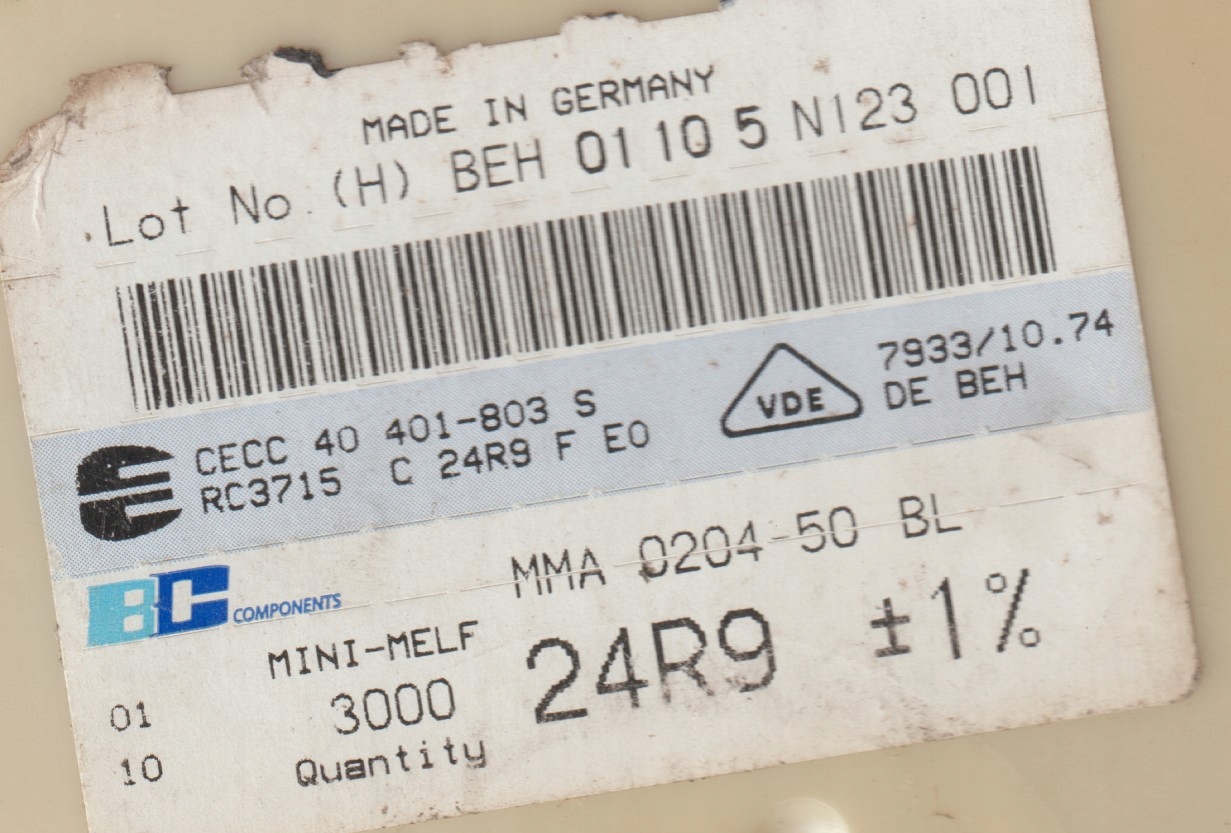 MADE IN GERMANY
Lot No. (H) BEH 01 10 5 N123 001
CECC 40 401-803 S
RC3715 C 24R9 F E0
VDE
7933/10.74
DE BEH
BC COMPONENTS
MMA 0204-50 BL
MINI-MELF
24R9 ±1%
01
3000
10
Quantity